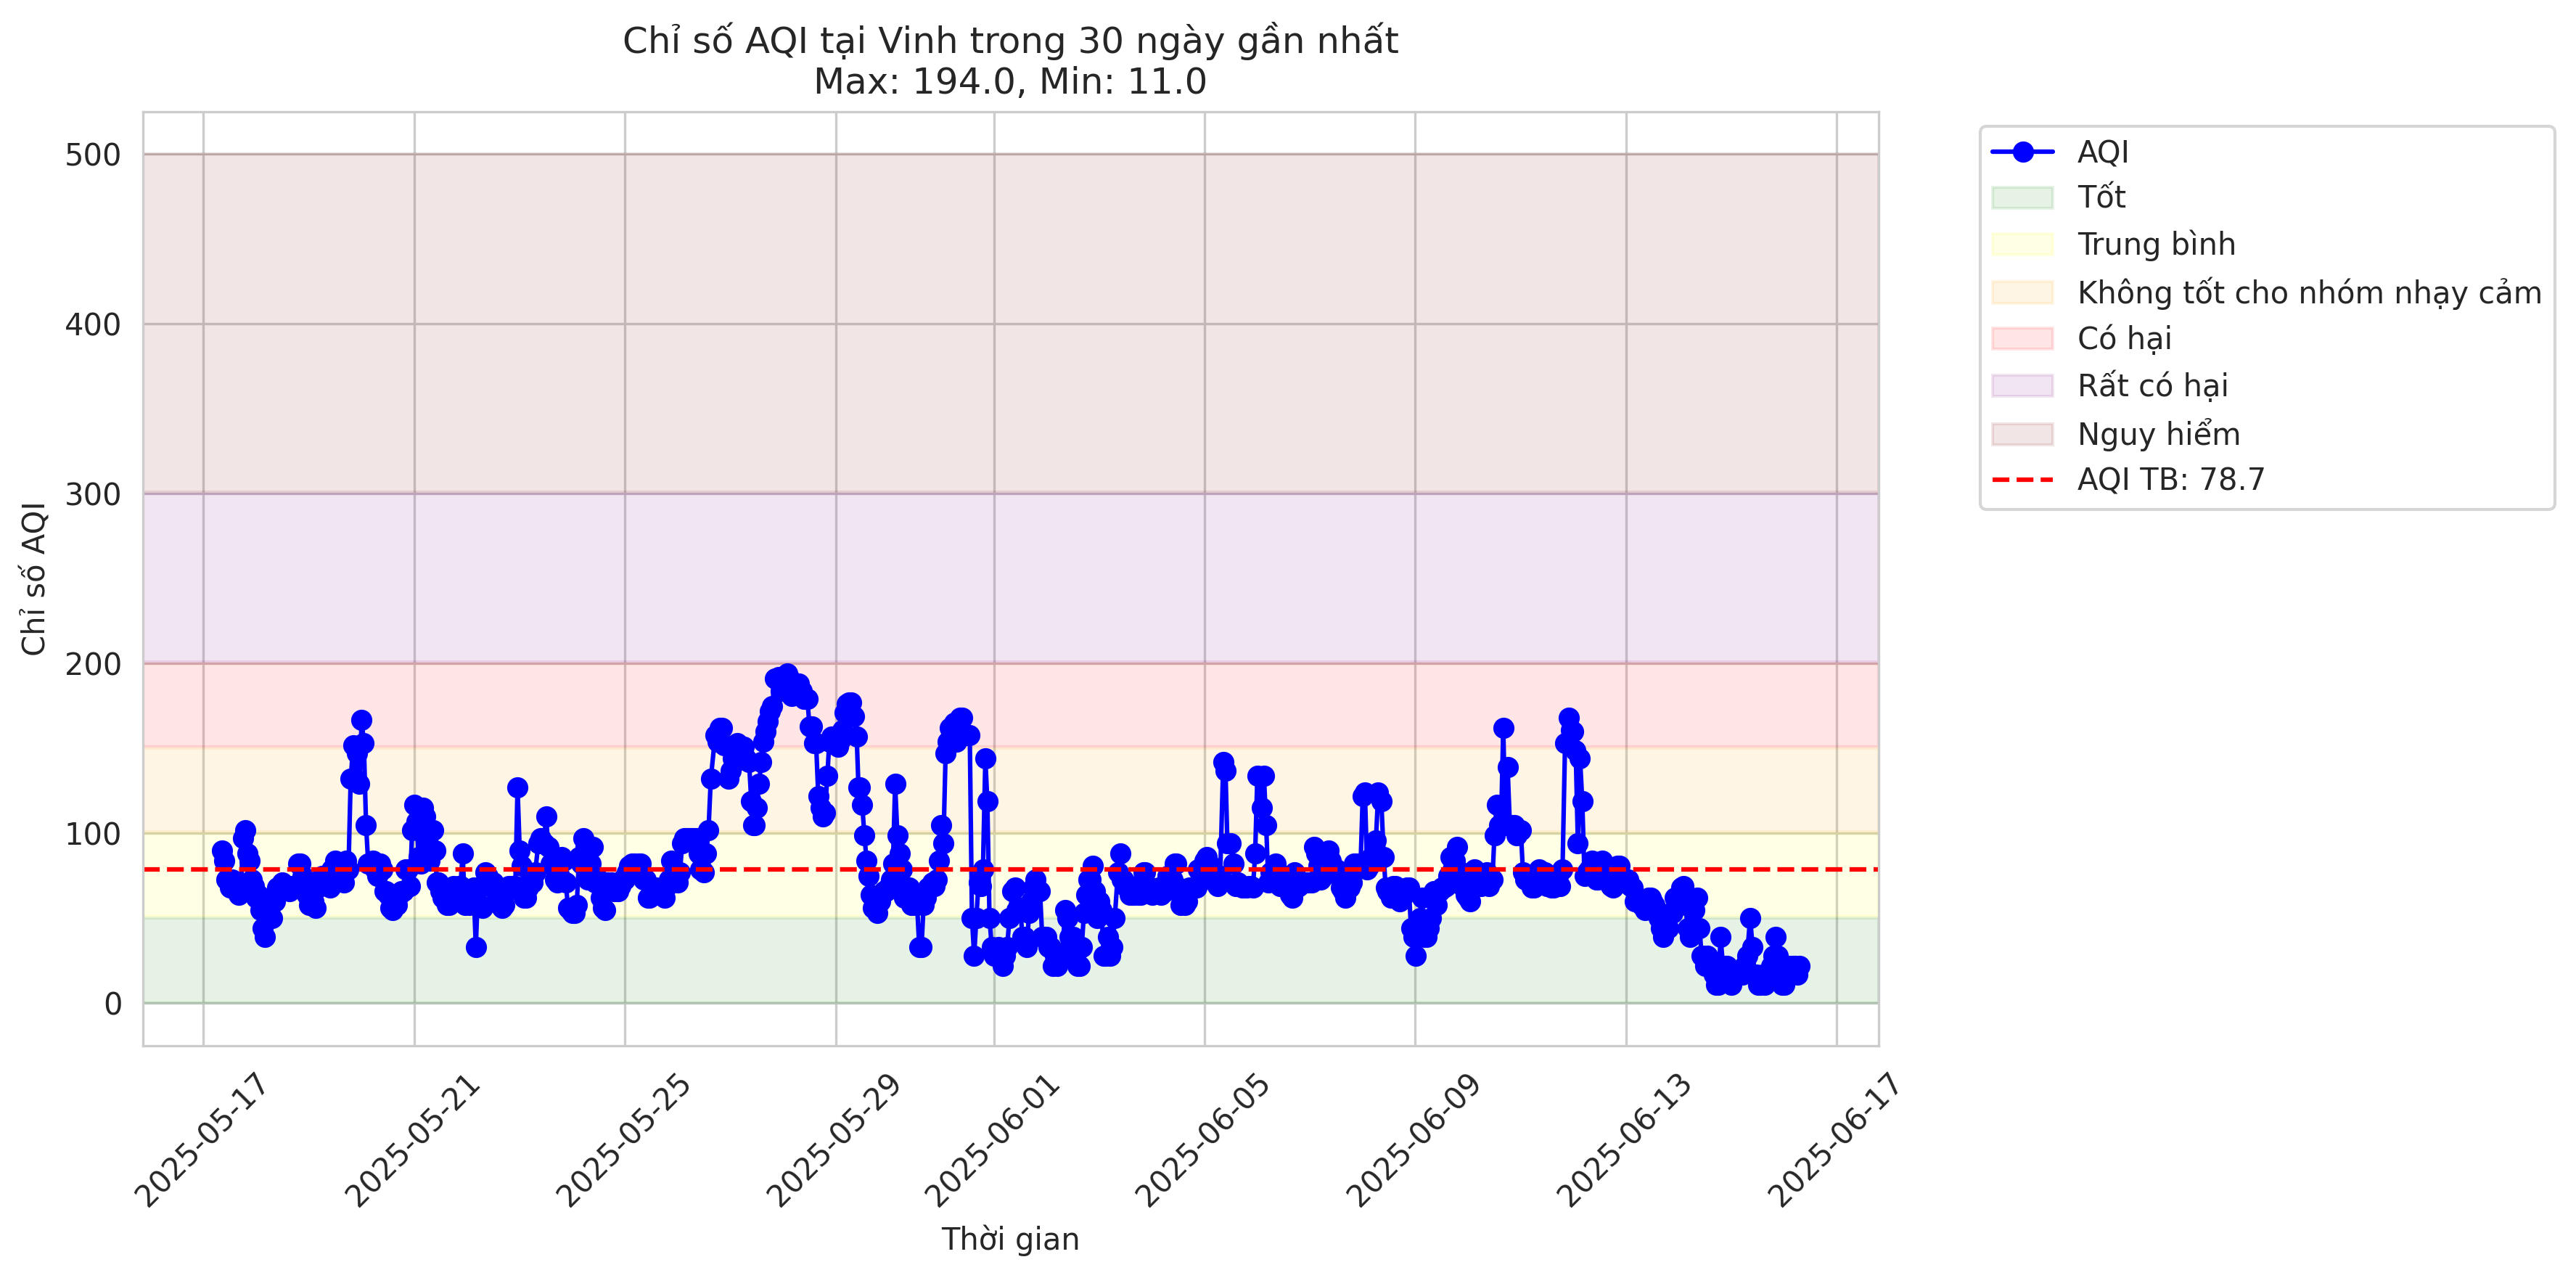 Chỉ số AQI tại Vinh trong 30 ngày gần nhất
Max: 194.0, Min: 11.0
Chỉ số AQI
500
400
300
200
100
0
2025-05-17
2025-05-21
2025-05-25
2025-05-29
2025-06-01
2025-06-05
2025-06-09
2025-06-13
2025-06-17
Thời gian
AQI
Tốt
Trung bình
Không tốt cho nhóm nhạy cảm
Có hại
Rất có hại
Nguy hiểm
AQI TB: 78.7